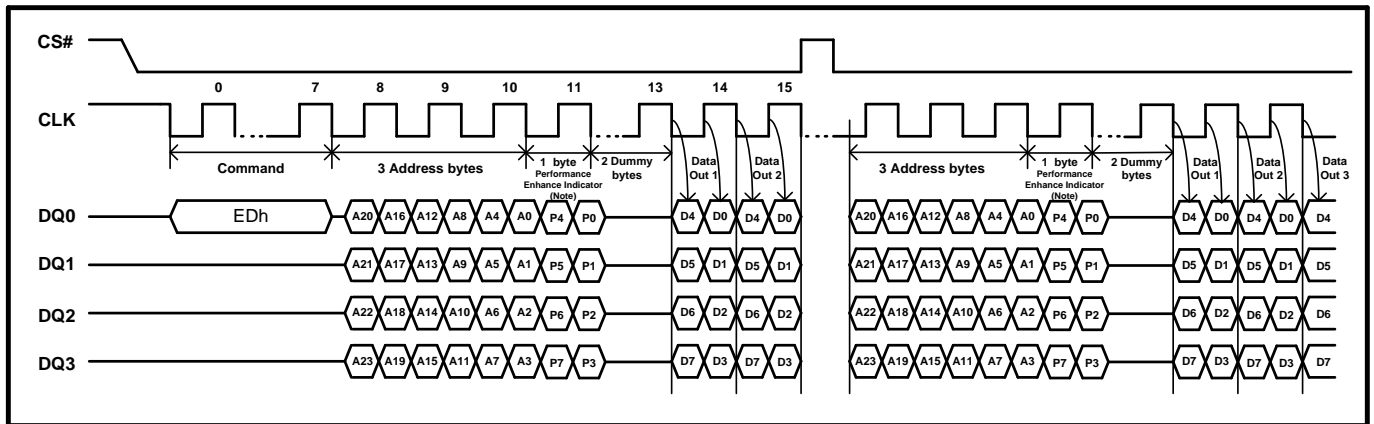 CS#
0 7 8 9 10 11 13 14 15
CLK
Command 3 Address bytes 1 byte Performance Enhance Indicator (Note) 2 Dummy bytes Data Out 1 Data Out 2 3 Address bytes 1 byte Performance Enhance Indicator (Note) 2 Dummy bytes Data Out 1 Data Out 2 Data Out 3
DQ0 EDh A20 A16 A12 A8 A4 A0 P4 P0 D4 D0 D4 D0 A20 A16 A12 A8 A4 A0 P4 P0 D4 D0 D4 D0 D4
DQ1 A21 A17 A13 A9 A5 A1 P5 P1 D5 D1 D5 D1 A21 A17 A13 A9 A5 A1 P5 P1 D5 D1 D5 D1 D5
DQ2 A22 A18 A14 A10 A6 A2 P6 P2 D6 D2 D6 D2 A22 A18 A14 A10 A6 A2 P6 P2 D6 D2 D6 D2 D6
DQ3 A23 A19 A15 A11 A7 A3 P7 P3 D7 D3 D7 D3 A23 A19 A15 A11 A7 A3 P7 P3 D7 D3 D7 D3 D7